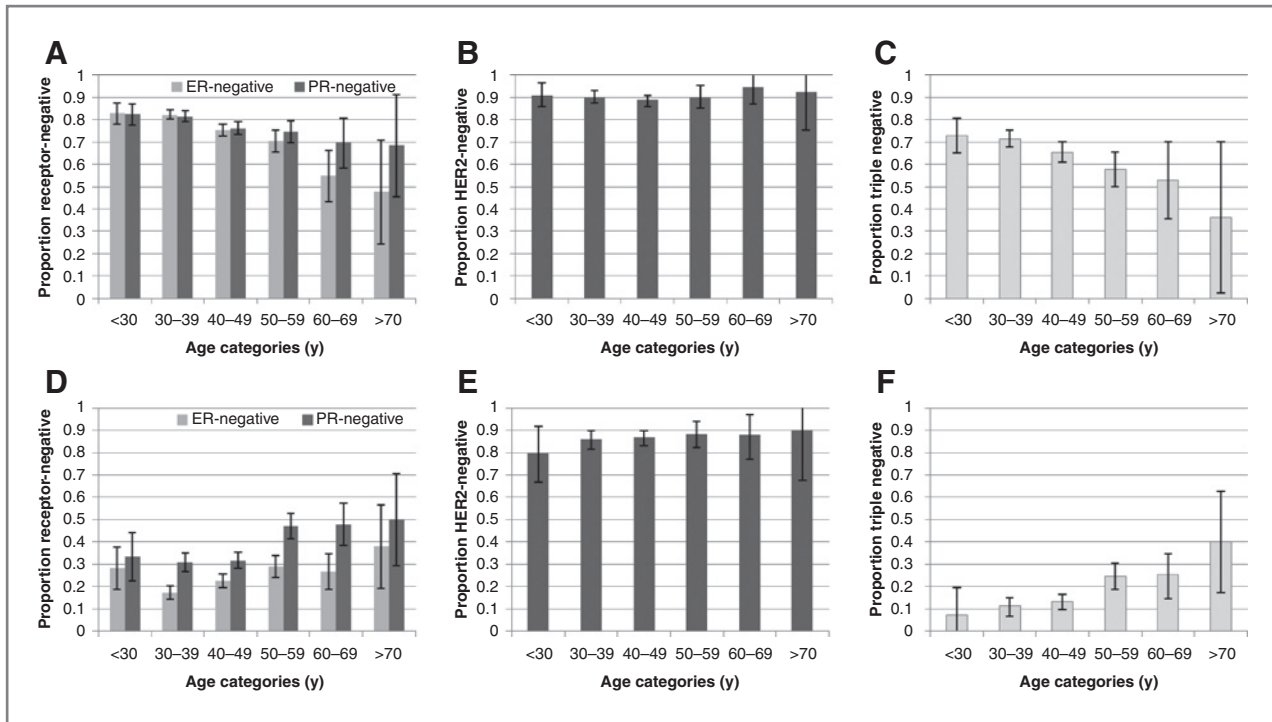 A
ER-negative PR-negative
Proportion receptor-negative
1
0.9
0.8
0.7
0.6
0.5
0.4
0.3
0.2
0.1
0
<30 30–39 40–49 50–59 60–69 >70
Age categories (y)
B
Proportion HER2-negative
1
0.9
0.8
0.7
0.6
0.5
0.4
0.3
0.2
0.1
0
<30 30–39 40–49 50–59 60–69 >70
Age categories (y)
C
Proportion triple negative
1
0.9
0.8
0.7
0.6
0.5
0.4
0.3
0.2
0.1
0
<30 30–39 40–49 50–59 60–69 >70
Age categories (y)
D
ER-negative PR-negative
Proportion receptor-negative
1
0.9
0.8
0.7
0.6
0.5
0.4
0.3
0.2
0.1
0
<30 30–39 40–49 50–59 60–69 >70
Age categories (y)
E
Proportion HER2-negative
1
0.9
0.8
0.7
0.6
0.5
0.4
0.3
0.2
0.1
0
<30 30–39 40–49 50–59 60–69 >70
Age categories (y)
F
Proportion triple negative
1
0.9
0.8
0.7
0.6
0.5
0.4
0.3
0.2
0.1
0
<30 30–39 40–49 50–59 60–69 >70
Age categories (y)